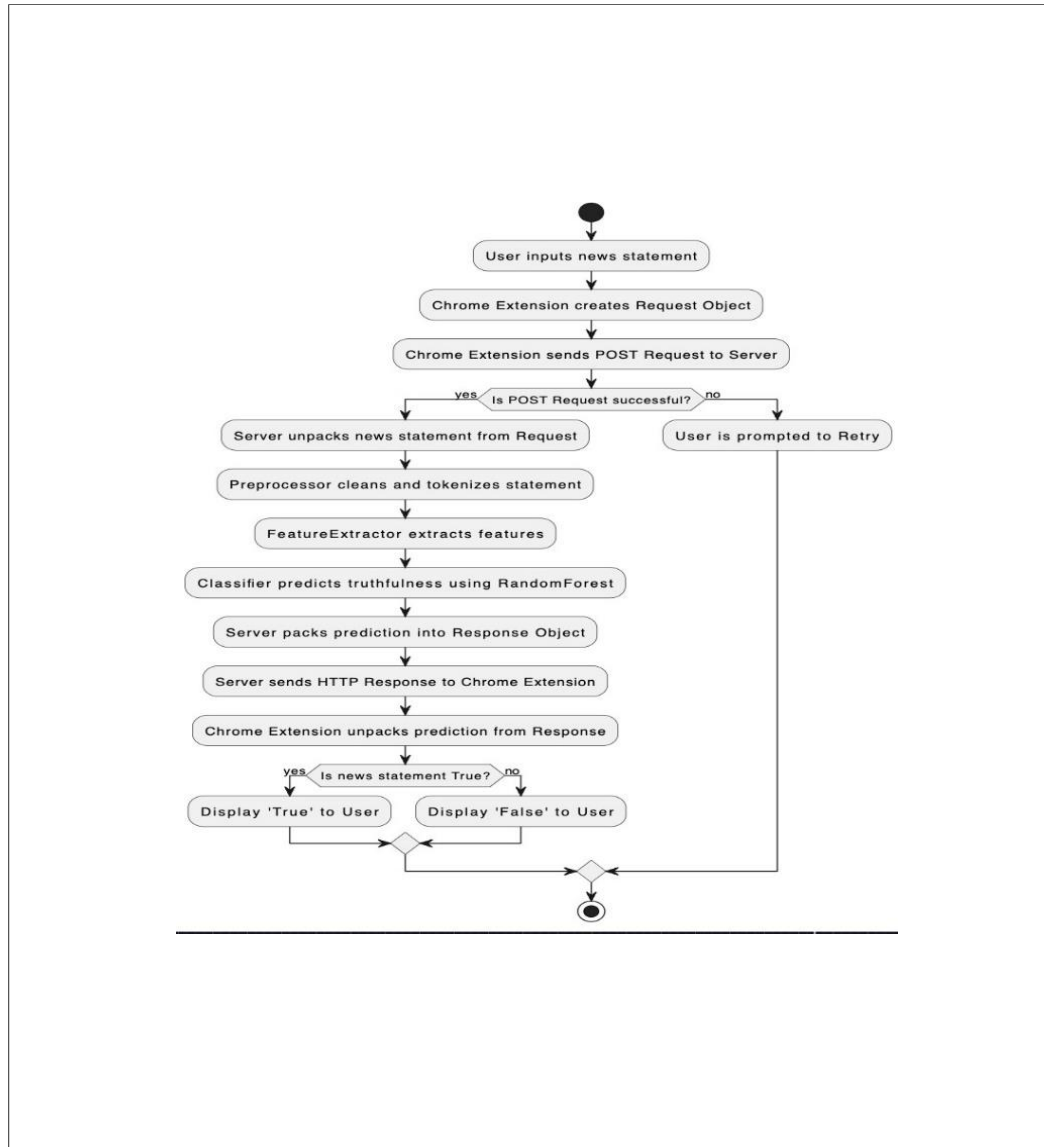 User inputs news statement
Chrome Extension creates Request Object
Chrome Extension sends POST Request to Server
yes
Is POST Request successful?
no
Server unpacks news statement from Request
User is prompted to Retry
Preprocessor cleans and tokenizes statement
FeatureExtractor extracts features
Classifier predicts truthfulness using RandomForest
Server packs prediction into Response Object
Server sends HTTP Response to Chrome Extension
Chrome Extension unpacks prediction from Response
yes
Is news statement True?
no
Display 'True' to User
Display 'False' to User